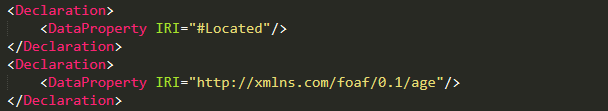 <Declaration>
<DataProperty IRI="#Located"/>
</Declaration>
<Declaration>
<DataProperty IRI="http://xmlns.com/foaf/0.1/age"/>
</Declaration>